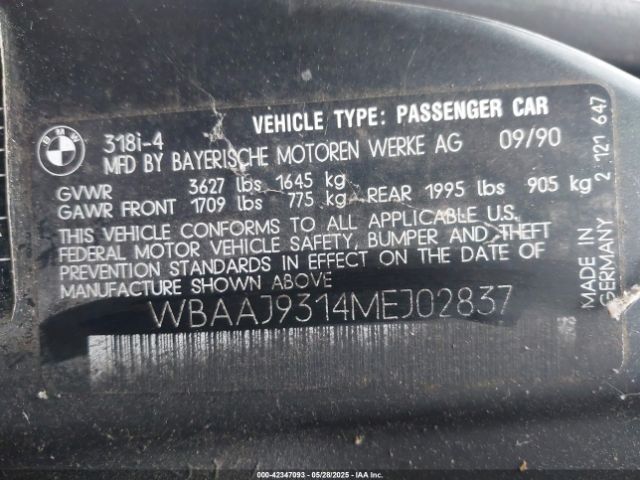 BMW
318i-4 VEHICLE TYPE: PASSENGER CAR
MFD BY BAYERISCHE MOTOREN WERKE AG 09/90
GVWR 3627 lbs 1645 kg
GAWR FRONT 1709 lbs 775 kg REAR 1995 lbs 905 kg
THIS VEHICLE CONFORMS TO ALL APPLICABLE U.S.
FEDERAL MOTOR VEHICLE SAFETY, BUMPER AND THEFT
PREVENTION STANDARDS IN EFFECT ON THE DATE OF
MANUFACTURE SHOWN ABOVE
WBAAJ9314MEJ02837
MADE IN
GERMANY
2 121 647
000-42347093 - 05/28/2025 - IAA Inc. (C)